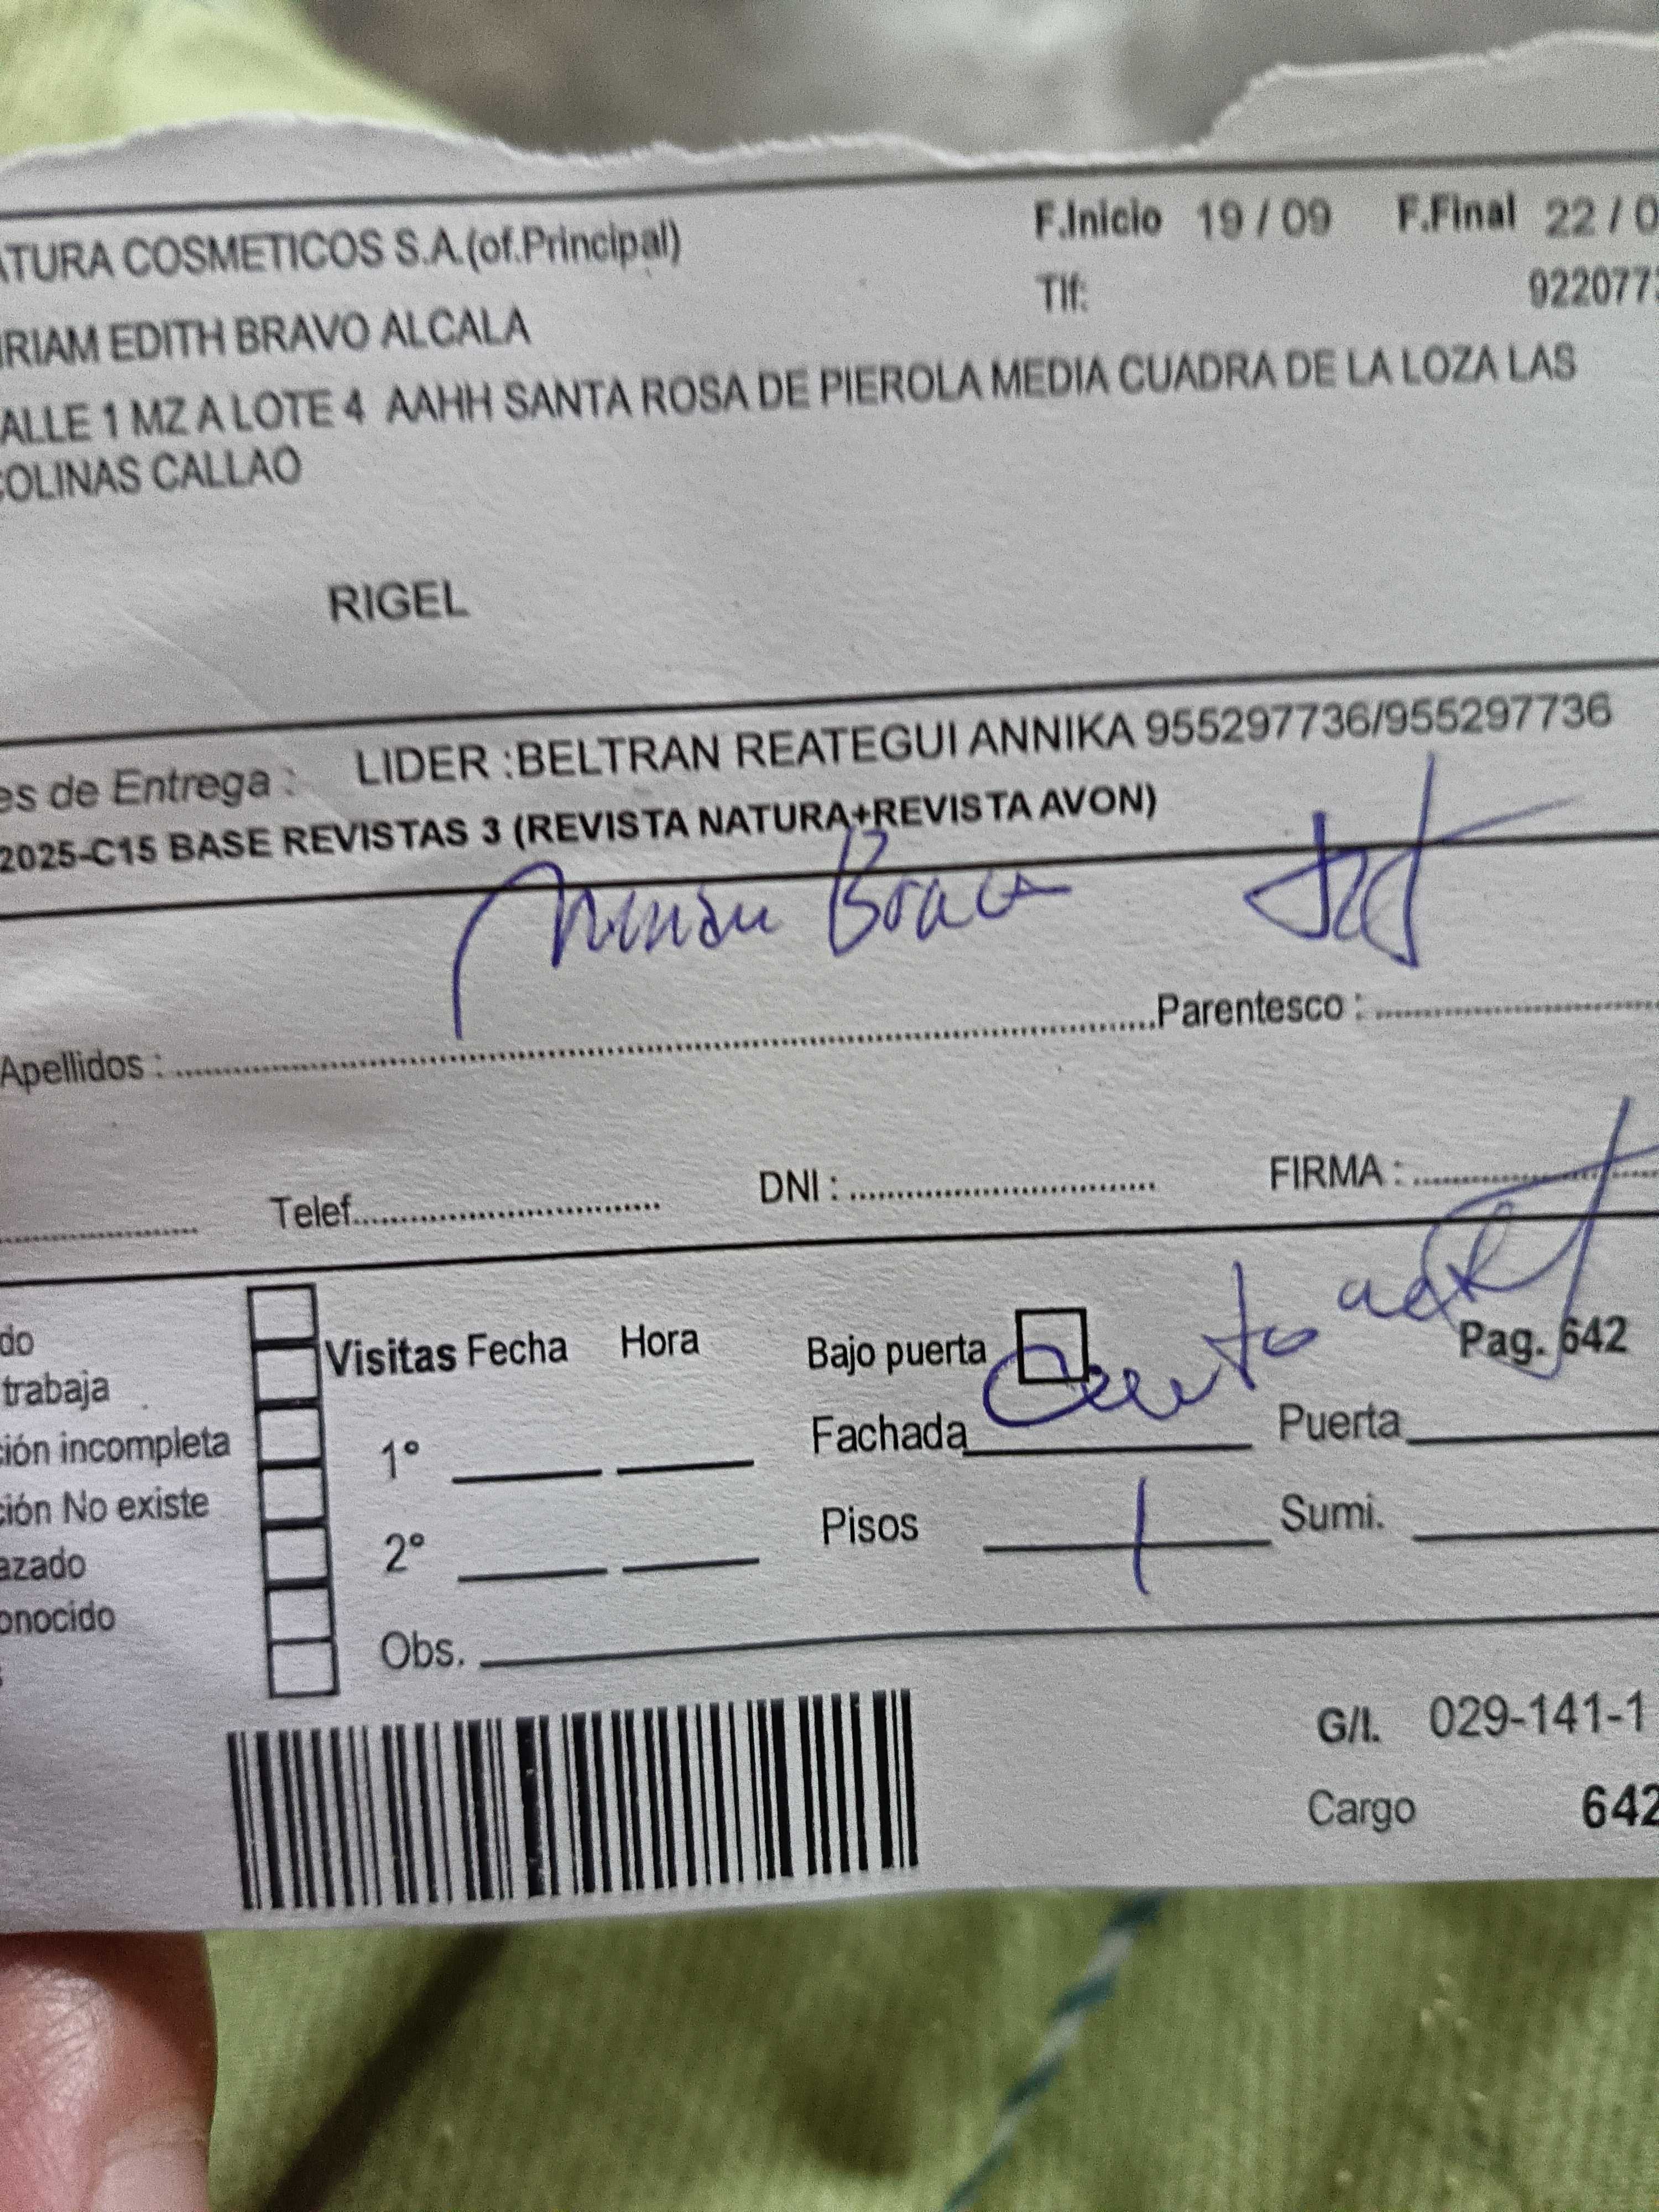 ATURA COSMETICOS S.A.(of.Principal) F.Inicio 19 / 09 F.Final 22 / 0
Tlf: 922077
IRIAM EDITH BRAVO ALCALA
ALLE 1 MZ A LOTE 4 AAHH SANTA ROSA DE PIEROLA MEDIA CUADRA DE LA LOZA LAS
COLINAS CALLAO
RIGEL
es de Entrega : LIDER :BELTRAN REATEGUI ANNIKA 955297736/955297736
2025-C15 BASE REVISTAS 3 (REVISTA NATURA+REVISTA AVON)
Bravo
Apellidos : Parentesco :
Telef. DNI : FIRMA :
do
trabaja
ción incompleta
ción No existe
azado
onocido
Visitas Fecha Hora
1°
2°
Obs.
Bajo puerta Pag. 642
Fachada Puerta
Pisos 1 Sumi.
G/I. 029-141-1
Cargo 642